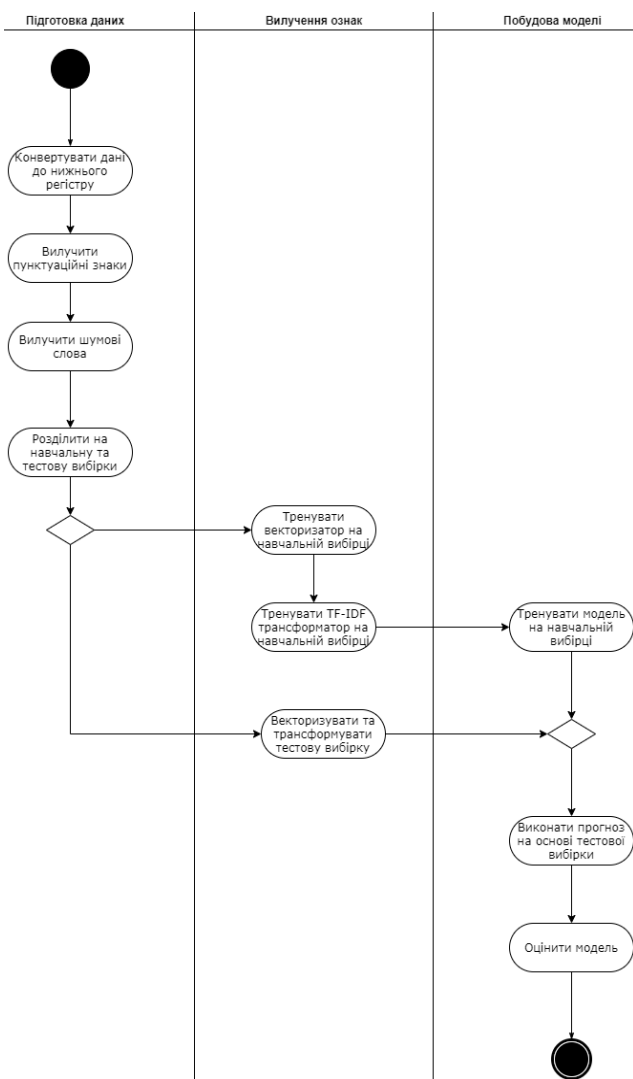 Підготовка даних
Вилучення ознак
Побудова моделі
Конвертувати дані
до нижнього
регістру
Вилучити
пунктуаційні знаки
Вилучити шумові
слова
Розділити на
навчальну та
тестову вибірки
Тренувати
векторизатор на
навчальній вибірці
Тренувати TF-IDF
трансформатор на
навчальній вибірці
Тренувати модель
на навчальній
вибірці
Векторизувати та
трансформувати
тестову вибірку
Виконати прогноз
на основі тестової
вибірки
Оцінити модель